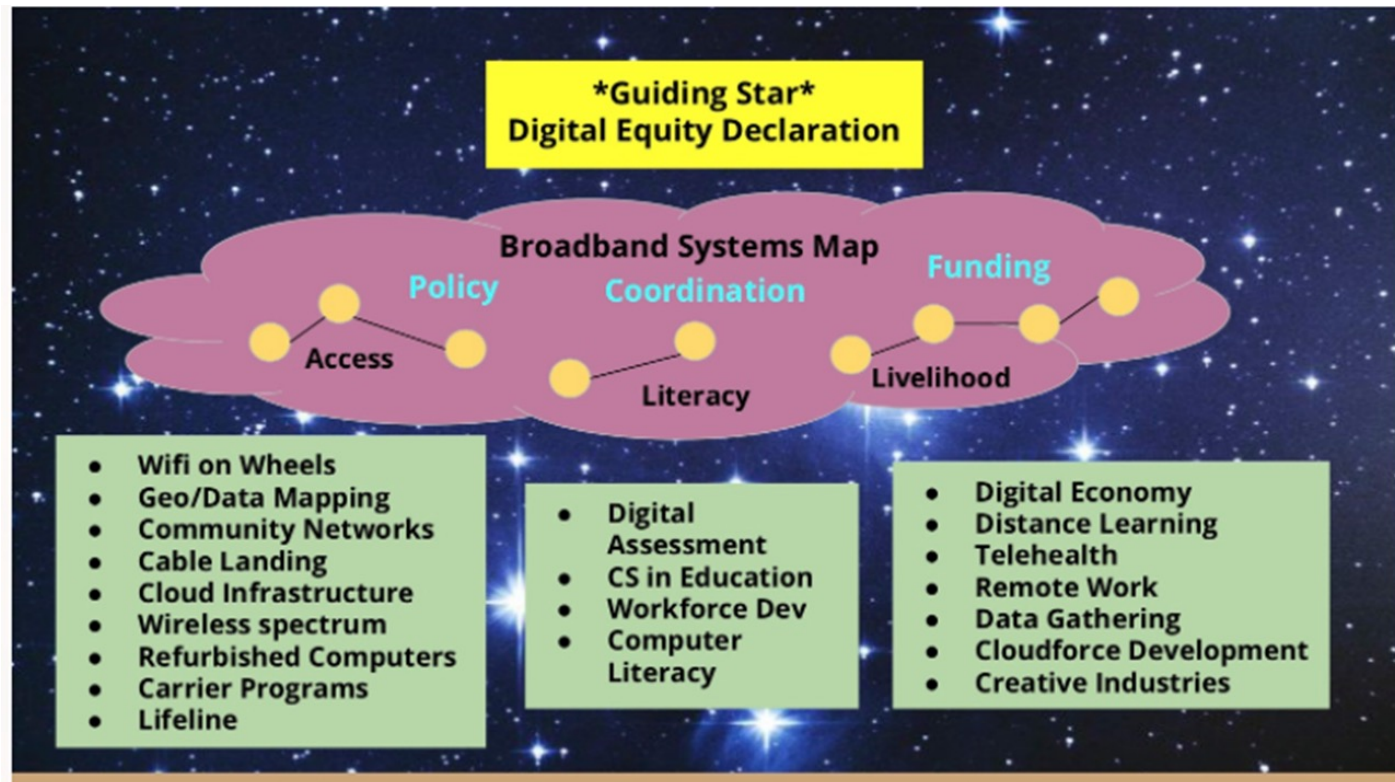 *Guiding Star*
Digital Equity Declaration
Broadband Systems Map
Policy
Coordination
Funding
Access
Literacy
Livelihood
• Wifi on Wheels
• Geo/Data Mapping
• Community Networks
• Cable Landing
• Cloud Infrastructure
• Wireless spectrum
• Refurbished Computers
• Carrier Programs
• Lifeline
• Digital
Assessment
• CS in Education
• Workforce Dev
• Computer
Literacy
• Digital Economy
• Distance Learning
• Telehealth
• Remote Work
• Data Gathering
• Cloudforce Development
• Creative Industries